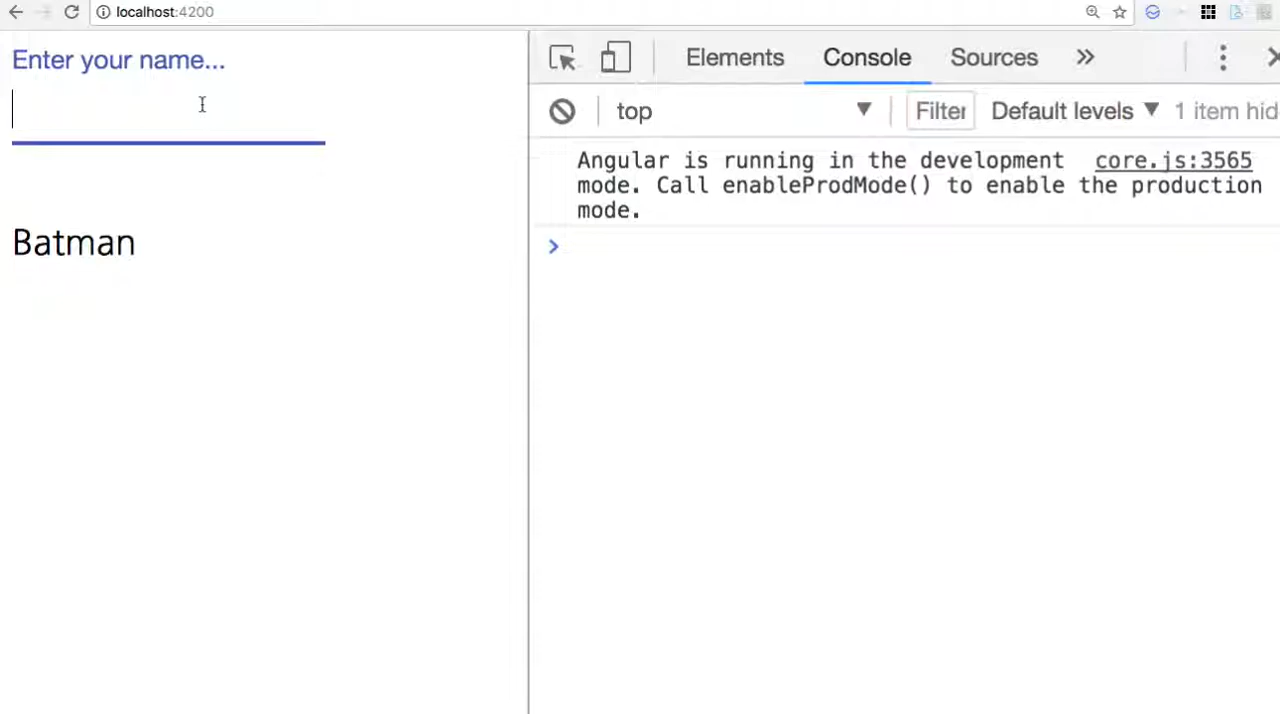 localhost:4200
Enter your name...
Batman
Elements Console Sources »
top Filter Default levels 1 item hid
Angular is running in the development core.js:3565
mode. Call enableProdMode() to enable the production
mode.